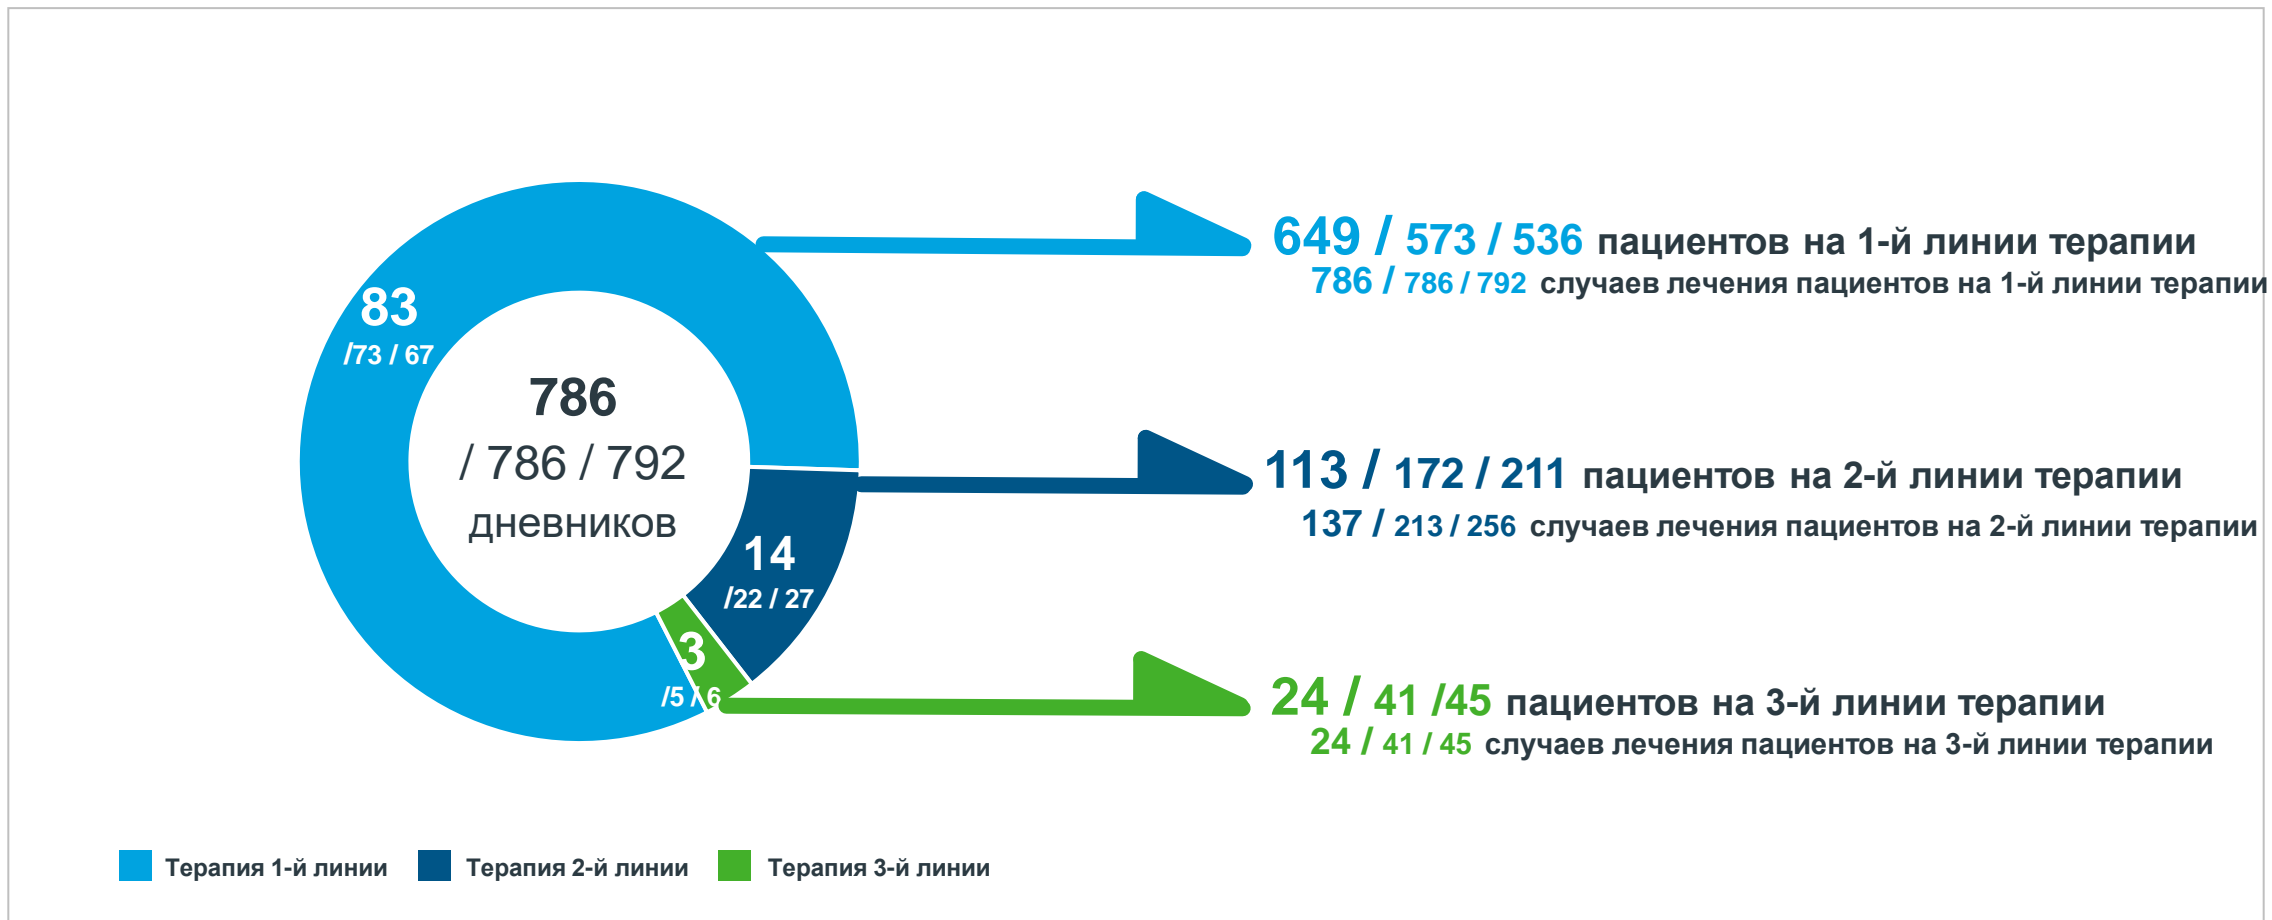 649 / 573 / 536 пациентов на 1-й линии терапии
786 / 786 / 792 случаев лечения пациентов на 1-й линии терапии
83
/73 / 67
786
/ 786 / 792
дневников
113 / 172 / 211 пациентов на 2-й линии терапии
137 / 213 / 256 случаев лечения пациентов на 2-й линии терапии
14
/22 / 27
3
/5 / 6
24 / 41 /45 пациентов на 3-й линии терапии
24 / 41 / 45 случаев лечения пациентов на 3-й линии терапии
Терапия 1-й линии
Терапия 2-й линии
Терапия 3-й линии